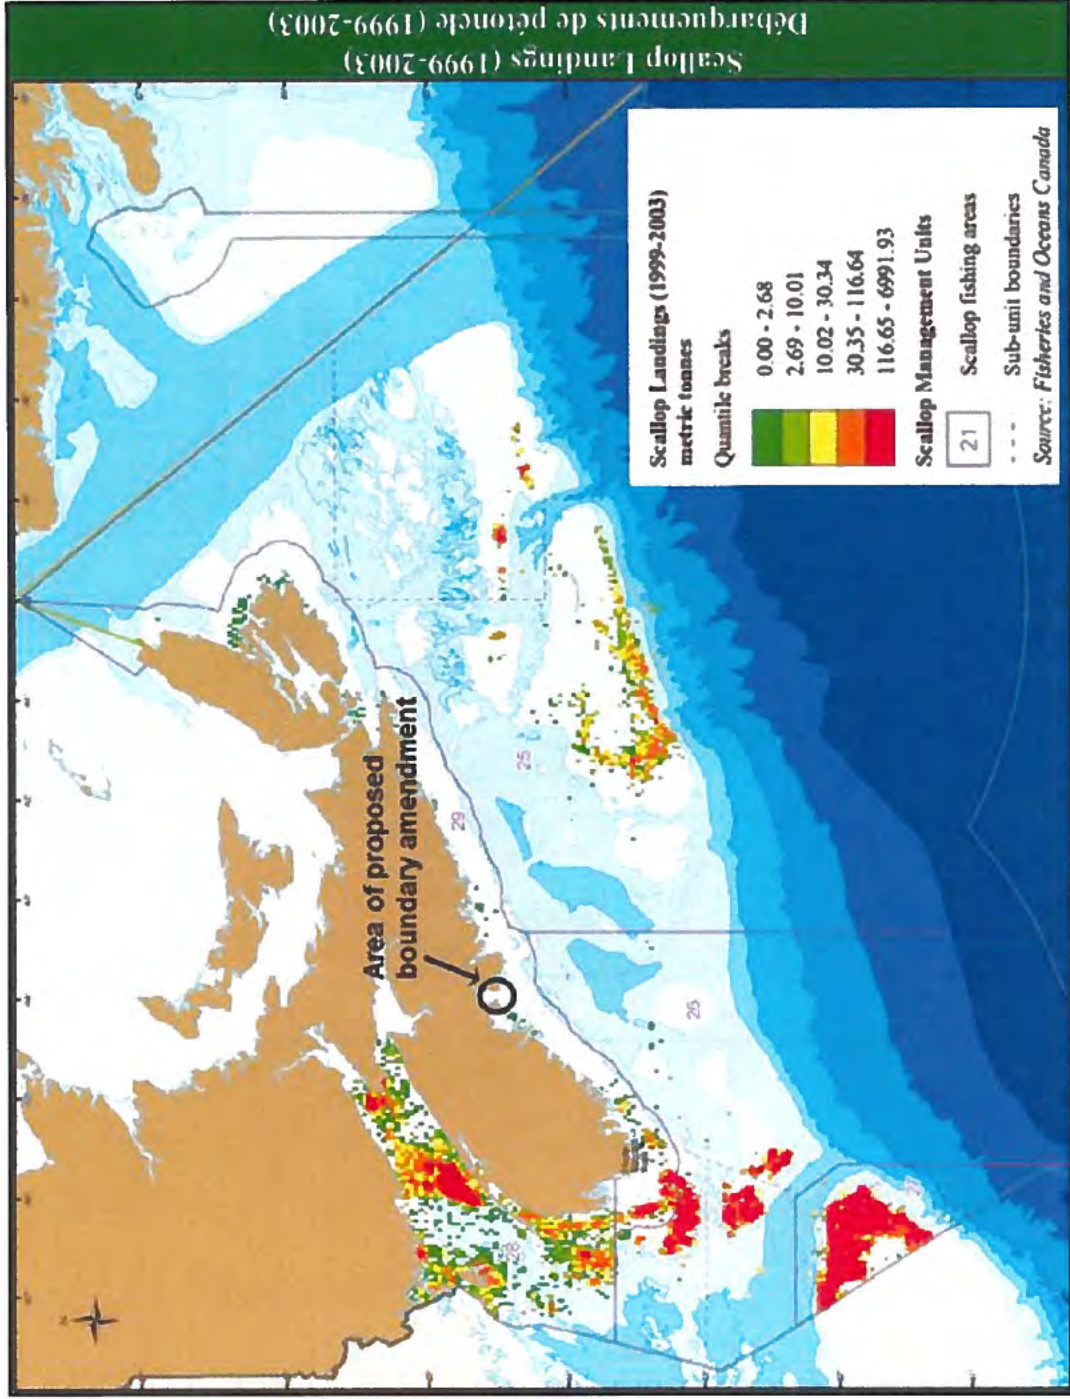 Scallop Landings (1999-2003)
Débarquements de pétoncle (1999-2003)
Area of proposed
boundary amendment
29
25
26
28
Scallop Landings (1999-2003)
metric tonnes
Quantile breaks
0.00 - 2.68
2.69 - 10.01
10.02 - 30.34
30.35 - 116.64
116.65 - 6991.93
Scallop Management Units
21 Scallop fishing areas
Sub-unit boundaries
Source: Fisheries and Oceans Canada